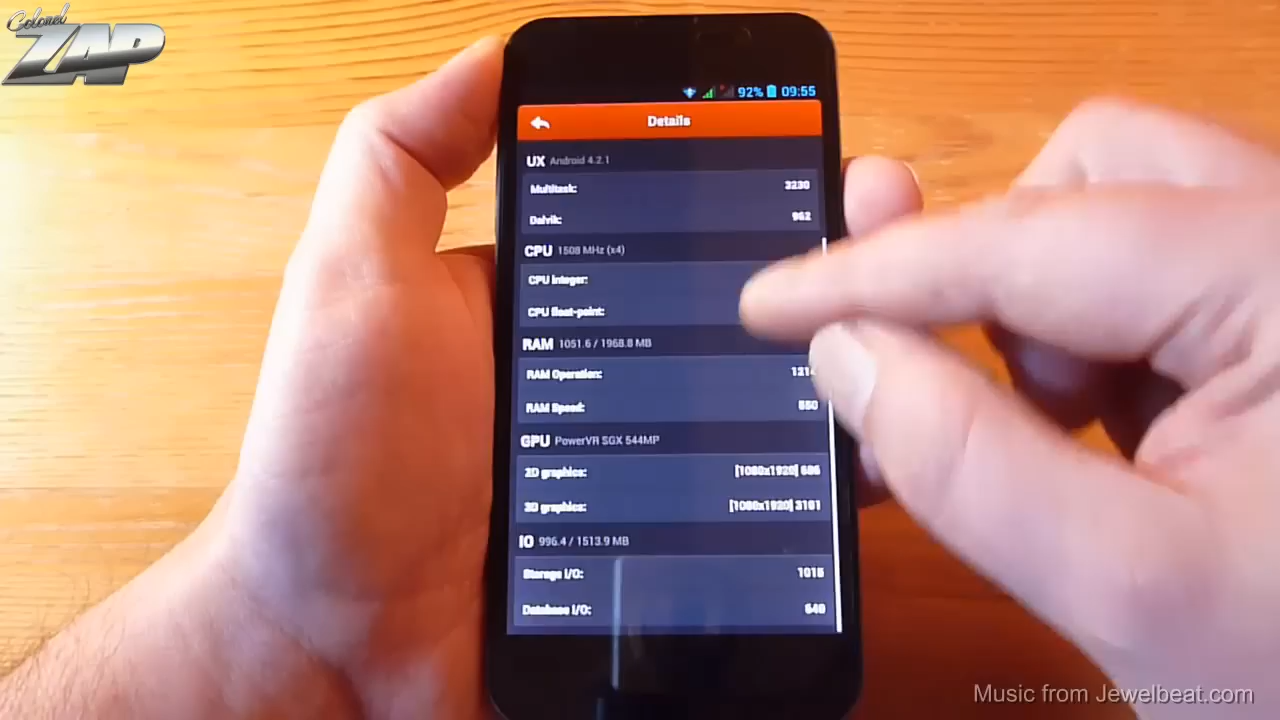 Colonel
ZAP
92% 09:55
Details
UX Android 4.2.1
Multitask: 3230
Dalvik: 962
CPU 1508 MHz (x4)
CPU integer:
CPU float-point:
RAM 1051.6 / 1968.8 MB
RAM Operation:
RAM Speed: 550
GPU PowerVR SGX 544MP
2D graphics: [1080x1920] 686
3D graphics: [1080x1920] 3191
IO 996.4 / 1513.9 MB
Storage I/O: 1015
Database I/O: 640
Music from Jewelbeat.com